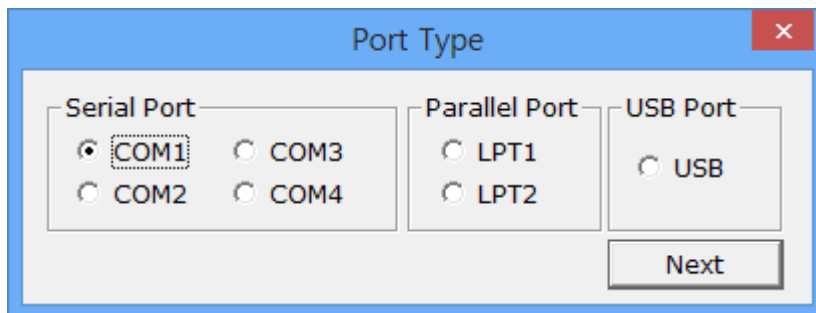 Port Type
Serial Port Parallel Port USB Port
COM1 COM3 LPT1 USB
COM2 COM4 LPT2
Next